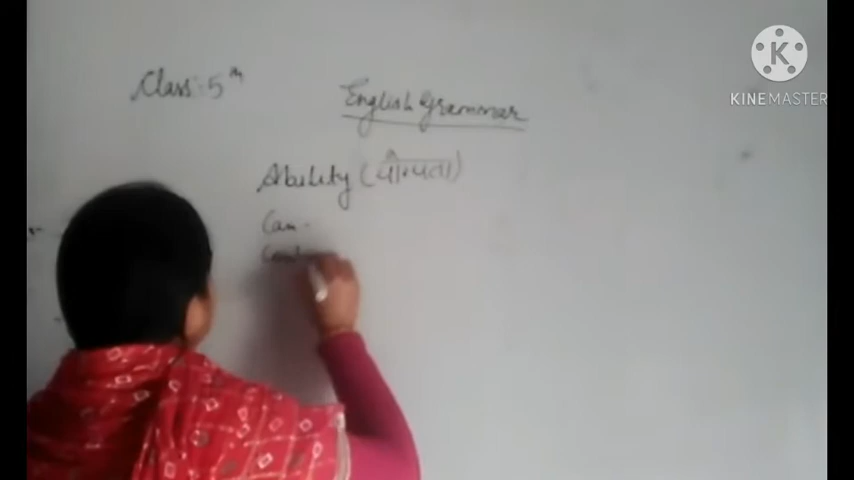 Class :- 5th
English Grammar
Ability (योग्यता)
Can -
KINEMASTER